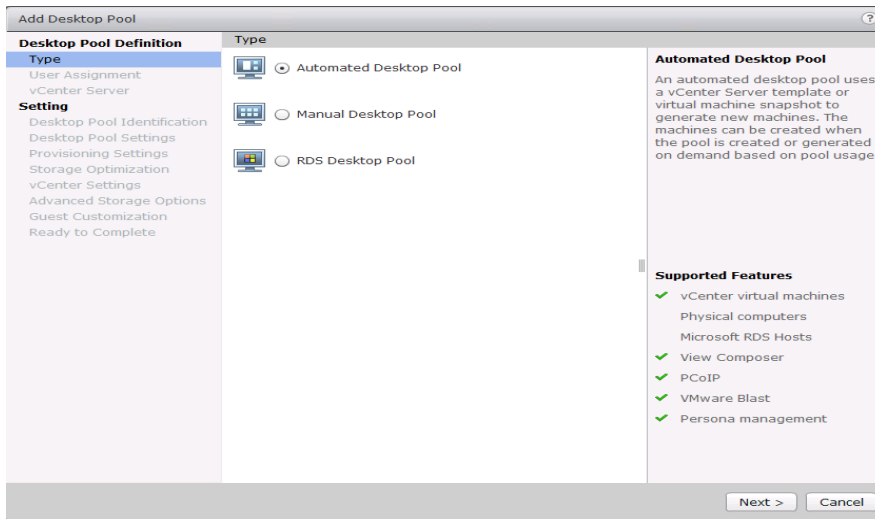 Add Desktop Pool
?
Desktop Pool Definition
Type
User Assignment
vCenter Server
Setting
Desktop Pool Identification
Desktop Pool Settings
Provisioning Settings
Storage Optimization
vCenter Settings
Advanced Storage Options
Guest Customization
Ready to Complete
Type
Automated Desktop Pool
Manual Desktop Pool
RDS Desktop Pool
Automated Desktop Pool
An automated desktop pool uses
a vCenter Server template or
virtual machine snapshot to
generate new machines. The
machines can be created when
the pool is created or generated
on demand based on pool usage
Supported Features
vCenter virtual machines
Physical computers
Microsoft RDS Hosts
View Composer
PCoIP
VMware Blast
Persona management
Next >
Cancel